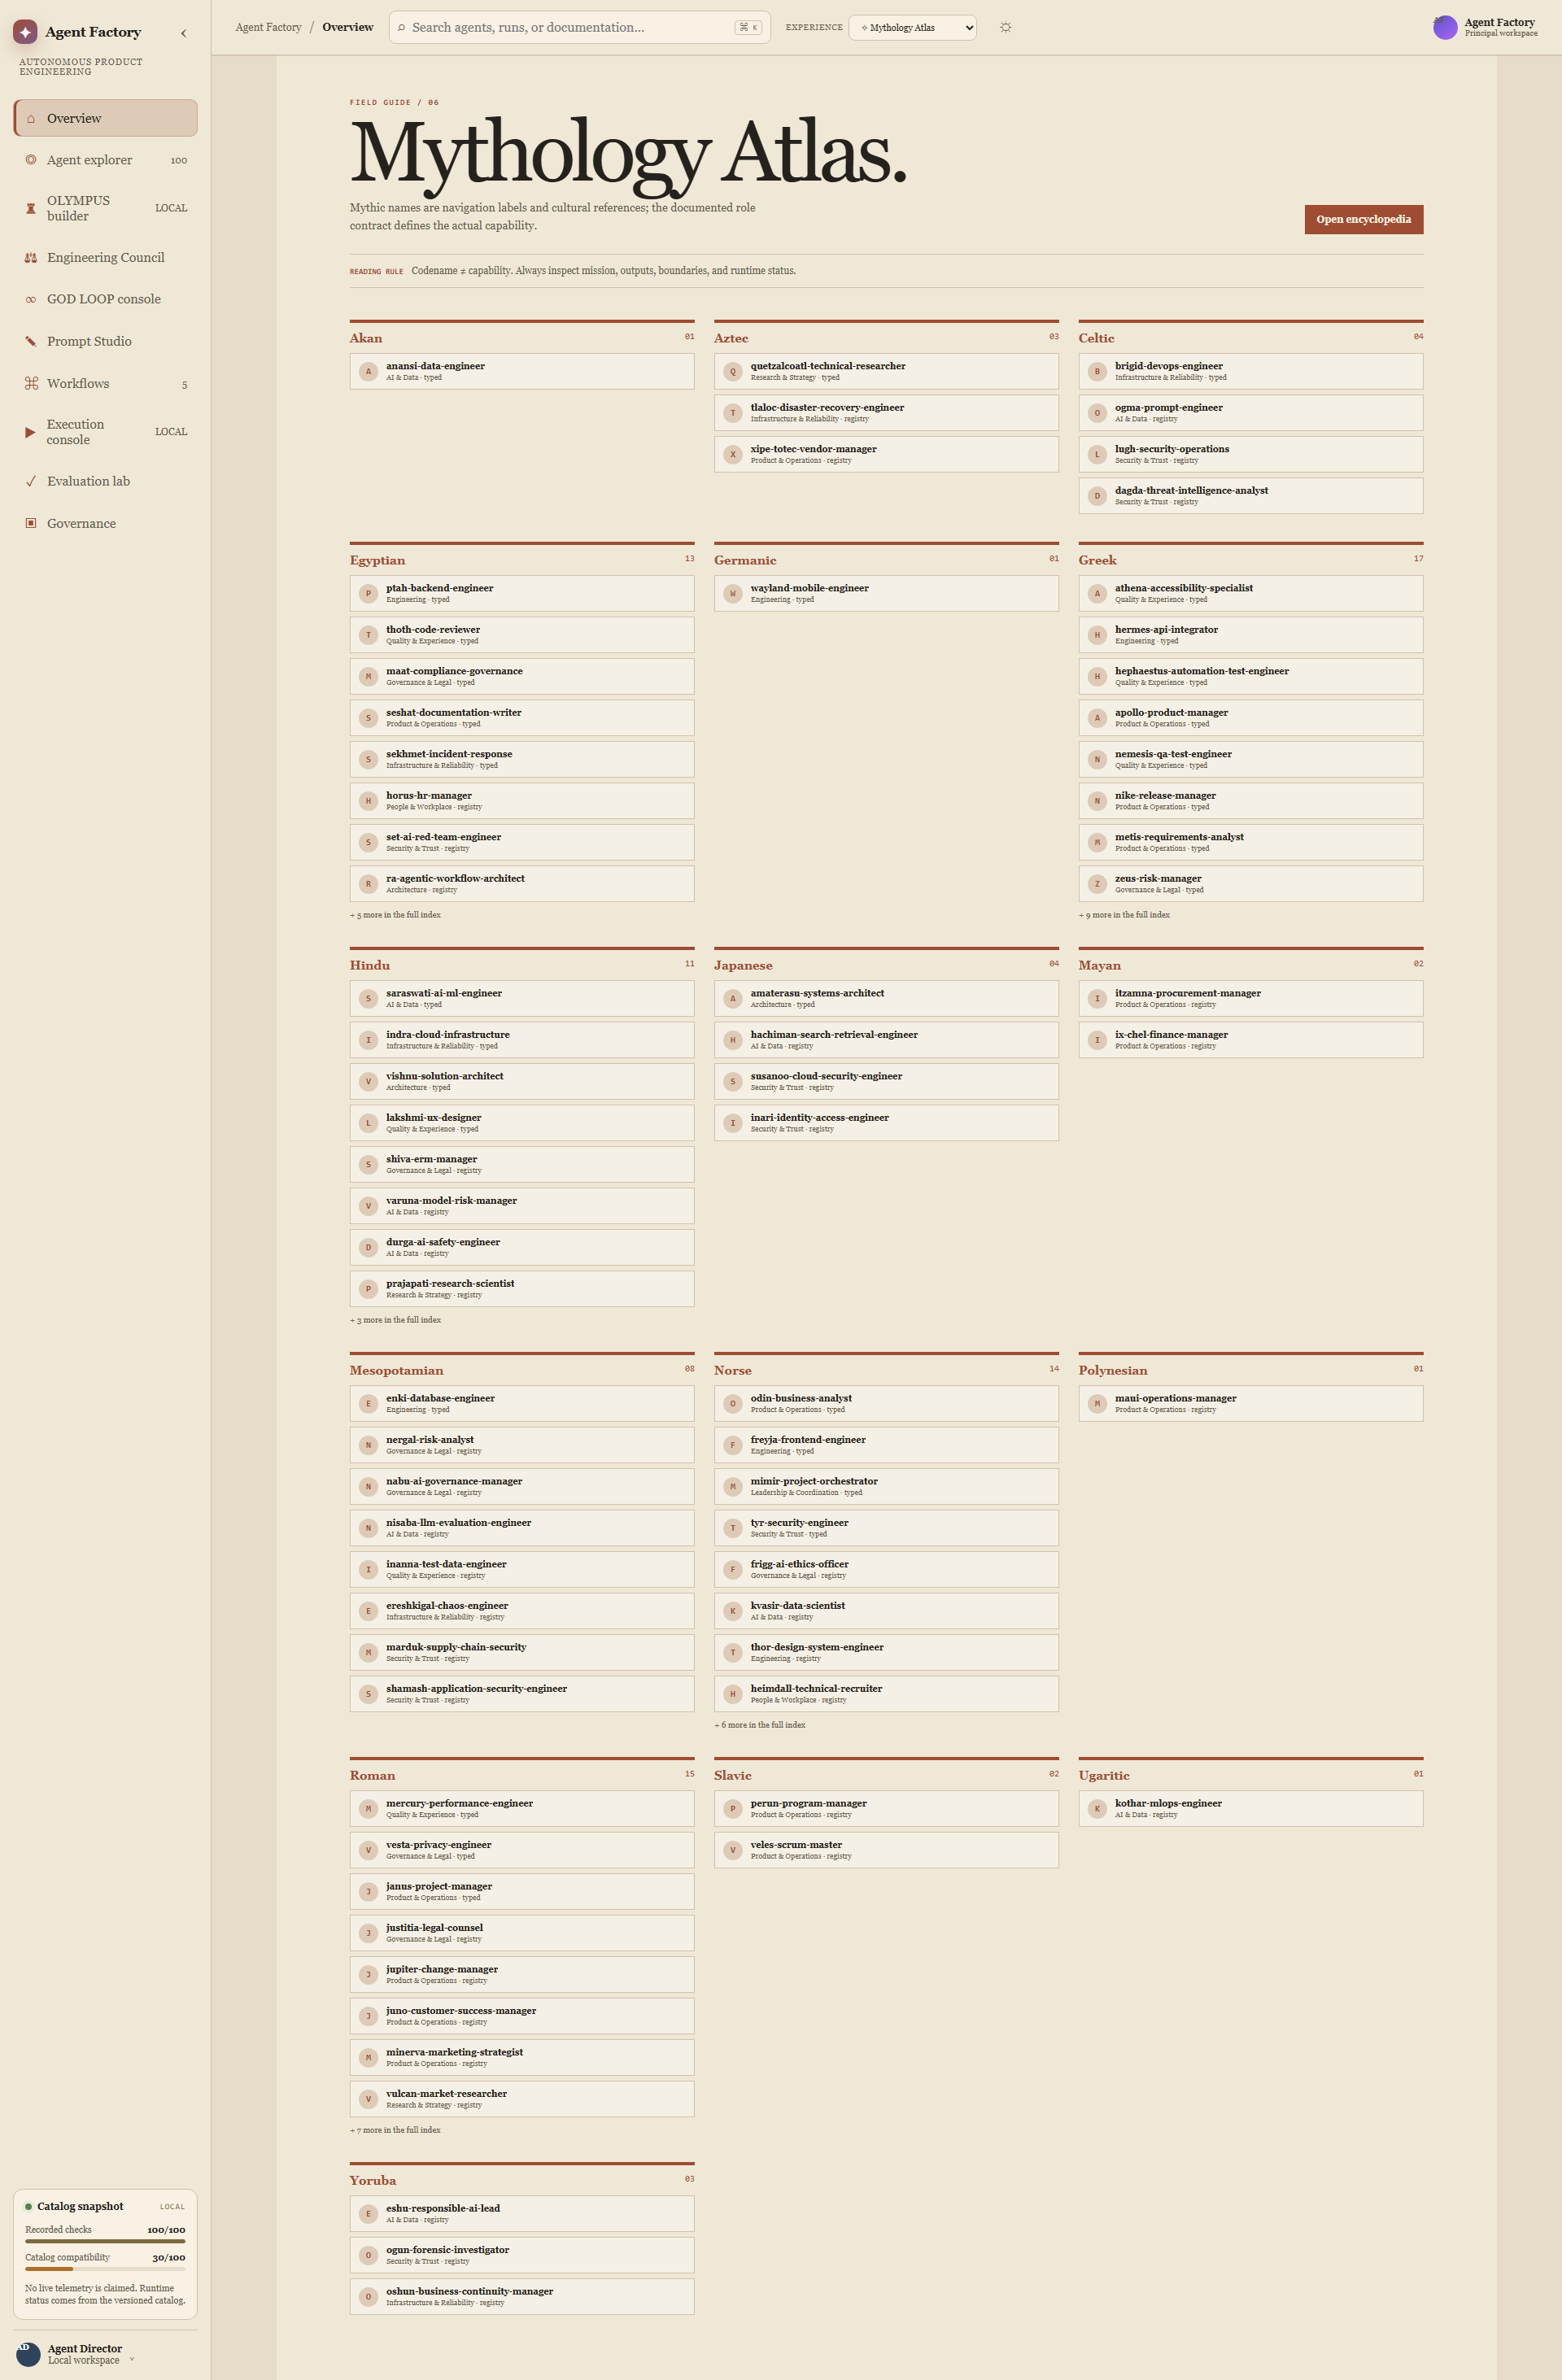 Agent Factory
AUTONOMOUS PRODUCT
ENGINEERING
Overview
Agent explorer 100
OLYMPUS
builder LOCAL
Engineering Council
GOD LOOP console
Prompt Studio
Workflows 5
Execution
console LOCAL
Evaluation lab
Governance
Catalog snapshot LOCAL
Recorded checks 100/100
Catalog compatibility 30/100
No live telemetry is claimed. Runtime
status comes from the versioned catalog.
AD
Agent Director
Local workspace
Agent Factory / Overview
Search agents, runs, or documentation... ⌘ K
EXPERIENCE
✧ Mythology Atlas
Agent Factory
Principal workspace
FIELD GUIDE / 06
Mythology Atlas.
Mythic names are navigation labels and cultural references; the documented role
contract defines the actual capability.
Open encyclopedia
READING RULE Codename ≠ capability. Always inspect mission, outputs, boundaries, and runtime status.
Akan 01
A anansi-data-engineer
AI & Data · typed
Aztec 03
Q quetzalcoatl-technical-researcher
Research & Strategy · typed
T tlaloc-disaster-recovery-engineer
Infrastructure & Reliability · registry
X xipe-totec-vendor-manager
Product & Operations · registry
Celtic 04
B brigid-devops-engineer
Infrastructure & Reliability · typed
O ogma-prompt-engineer
AI & Data · registry
L lugh-security-operations
Security & Trust · registry
D dagda-threat-intelligence-analyst
Security & Trust · registry
Egyptian 13
P ptah-backend-engineer
Engineering · typed
T thoth-code-reviewer
Quality & Experience · typed
M maat-compliance-governance
Governance & Legal · typed
S seshat-documentation-writer
Product & Operations · typed
S sekhmet-incident-response
Infrastructure & Reliability · typed
H horus-hr-manager
People & Workplace · registry
S set-ai-red-team-engineer
Security & Trust · registry
R ra-agentic-workflow-architect
Architecture · registry
+ 5 more in the full index
Germanic 01
W wayland-mobile-engineer
Engineering · typed
Greek 17
A athena-accessibility-specialist
Quality & Experience · typed
H hermes-api-integrator
Engineering · typed
H hephaestus-automation-test-engineer
Quality & Experience · typed
A apollo-product-manager
Product & Operations · typed
N nemesis-qa-test-engineer
Quality & Experience · typed
N nike-release-manager
Product & Operations · typed
M metis-requirements-analyst
Product & Operations · typed
Z zeus-risk-manager
Governance & Legal · typed
+ 9 more in the full index
Hindu 11
S saraswati-ai-ml-engineer
AI & Data · typed
I indra-cloud-infrastructure
Infrastructure & Reliability · typed
V vishnu-solution-architect
Architecture · typed
L lakshmi-ux-designer
Quality & Experience · typed
S shiva-erm-manager
Governance & Legal · registry
V varuna-model-risk-manager
AI & Data · registry
D durga-ai-safety-engineer
AI & Data · registry
P prajapati-research-scientist
Research & Strategy · registry
+ 3 more in the full index
Japanese 04
A amaterasu-systems-architect
Architecture · typed
H hachiman-search-retrieval-engineer
AI & Data · registry
S susanoo-cloud-security-engineer
Security & Trust · registry
I inari-identity-access-engineer
Security & Trust · registry
Mayan 02
I itzamna-procurement-manager
Product & Operations · registry
I ix-chel-finance-manager
Product & Operations · registry
Mesopotamian 08
E enki-database-engineer
Engineering · typed
N nergal-risk-analyst
Governance & Legal · registry
N nabu-ai-governance-manager
Governance & Legal · registry
N nisaba-llm-evaluation-engineer
AI & Data · registry
I inanna-test-data-engineer
Quality & Experience · registry
E ereshkigal-chaos-engineer
Infrastructure & Reliability · registry
M marduk-supply-chain-security
Security & Trust · registry
S shamash-application-security-engineer
Security & Trust · registry
Norse 14
O odin-business-analyst
Product & Operations · typed
F freyja-frontend-engineer
Engineering · typed
M mimir-project-orchestrator
Leadership & Coordination · typed
T tyr-security-engineer
Security & Trust · typed
F frigg-ai-ethics-officer
Governance & Legal · registry
K kvasir-data-scientist
AI & Data · registry
T thor-design-system-engineer
Engineering · registry
H heimdall-technical-recruiter
People & Workplace · registry
+ 6 more in the full index
Polynesian 01
M maui-operations-manager
Product & Operations · registry
Roman 15
M mercury-performance-engineer
Quality & Experience · typed
V vesta-privacy-engineer
Governance & Legal · typed
J janus-project-manager
Product & Operations · typed
J justitia-legal-counsel
Governance & Legal · registry
J jupiter-change-manager
Product & Operations · registry
J juno-customer-success-manager
Product & Operations · registry
M minerva-marketing-strategist
Product & Operations · registry
V vulcan-market-researcher
Research & Strategy · registry
+ 7 more in the full index
Slavic 02
P perun-program-manager
Product & Operations · registry
V veles-scrum-master
Product & Operations · registry
Ugaritic 01
K kothar-mlops-engineer
AI & Data · registry
Yoruba 03
E eshu-responsible-ai-lead
AI & Data · registry
O ogun-forensic-investigator
Security & Trust · registry
O oshun-business-continuity-manager
Infrastructure & Reliability · registry